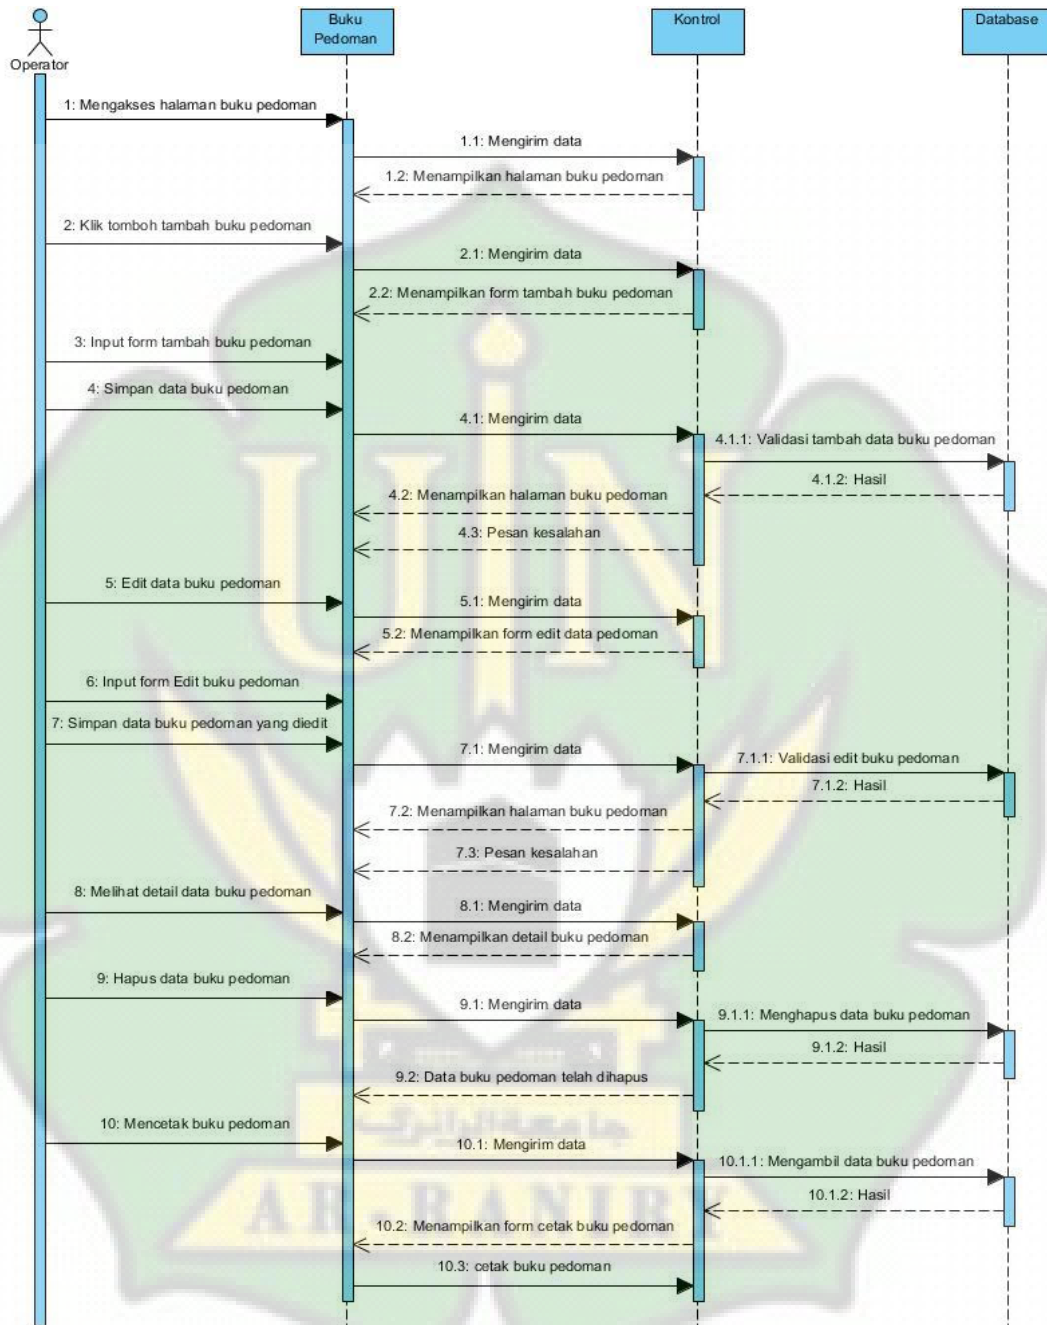 Buku
Pedoman
Kontrol
Database
Operator
1: Mengakses halaman buku pedoman
1.1: Mengirim data
1.2: Menampilkan halaman buku pedoman
2: Klik tomboh tambah buku pedoman
2.1: Mengirim data
2.2: Menampilkan form tambah buku pedoman
3: Input form tambah buku pedoman
4: Simpan data buku pedoman
4.1: Mengirim data
4.1.1: Validasi tambah data buku pedoman
4.1.2: Hasil
4.2: Menampilkan halaman buku pedoman
4.3: Pesan kesalahan
5: Edit data buku pedoman
5.1: Mengirim data
5.2: Menampilkan form edit data pedoman
6: Input form Edit buku pedoman
7: Simpan data buku pedoman yang diedit
7.1: Mengirim data
7.1.1: Validasi edit buku pedoman
7.1.2: Hasil
7.2: Menampilkan halaman buku pedoman
7.3: Pesan kesalahan
8: Melihat detail data buku pedoman
8.1: Mengirim data
8.2: Menampilkan detail buku pedoman
9: Hapus data buku pedoman
9.1: Mengirim data
9.1.1: Menghapus data buku pedoman
9.1.2: Hasil
9.2: Data buku pedoman telah dihapus
10: Mencetak buku pedoman
10.1: Mengirim data
10.1.1: Mengambil data buku pedoman
10.1.2: Hasil
10.2: Menampilkan form cetak buku pedoman
10.3: cetak buku pedoman
UIN
جامعة الرانري
AR-RANIRY